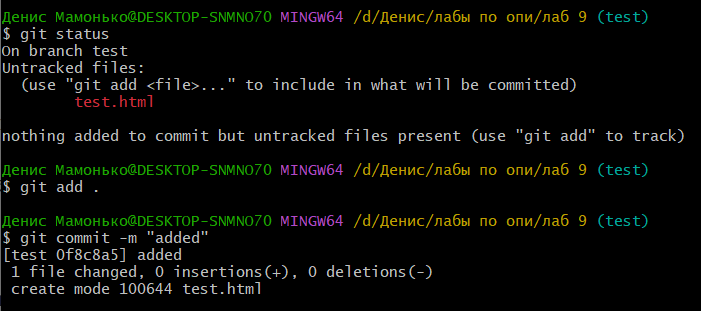 Денис Мамонько@DESKTOP-SNMNO70 MINGW64 /d/Денис/лабы по опи/лаб 9 (test)
$ git status
On branch test
Untracked files:
  (use "git add <file>..." to include in what will be committed)
        test.html

nothing added to commit but untracked files present (use "git add" to track)

Денис Мамонько@DESKTOP-SNMNO70 MINGW64 /d/Денис/лабы по опи/лаб 9 (test)
$ git add .

Денис Мамонько@DESKTOP-SNMNO70 MINGW64 /d/Денис/лабы по опи/лаб 9 (test)
$ git commit -m "added"
[test 0f8c8a5] added
 1 file changed, 0 insertions(+), 0 deletions(-)
 create mode 100644 test.html